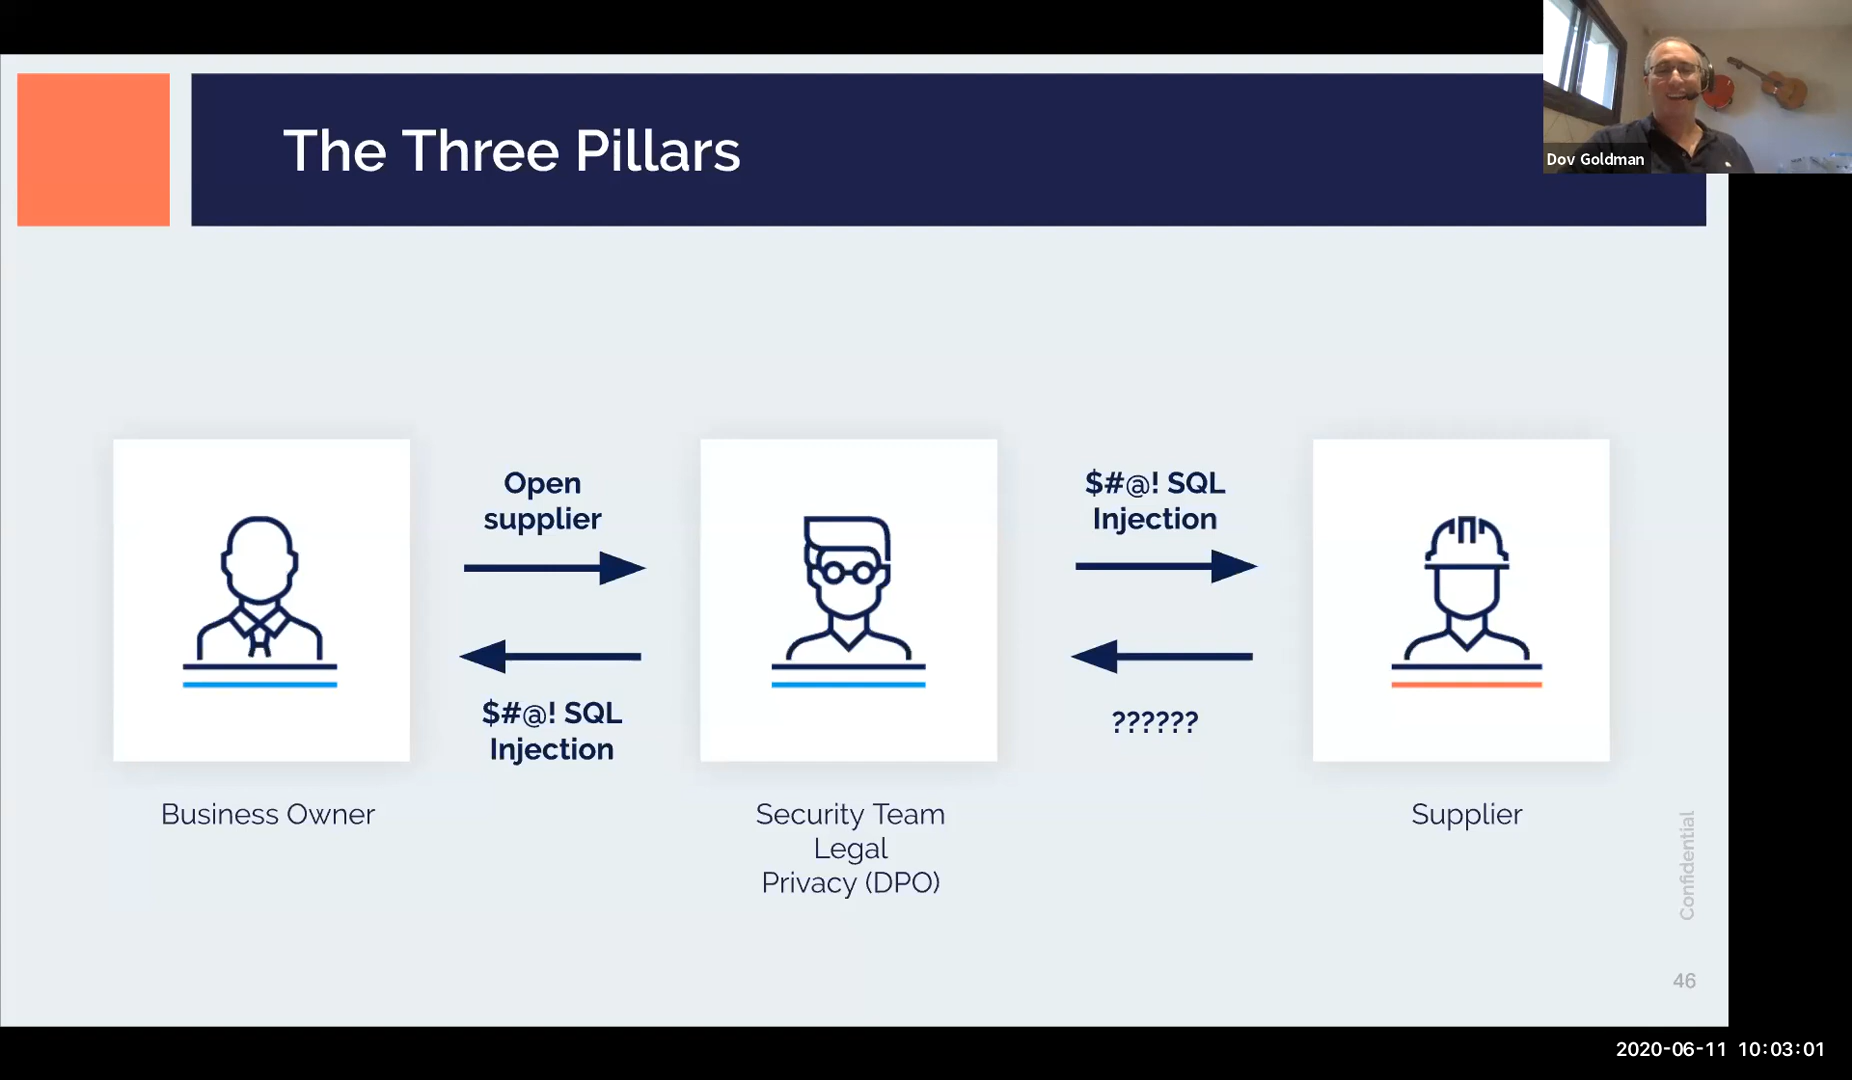 The Three Pillars
Dov Goldman
Open
supplier
$#@! SQL
Injection
$#@! SQL
Injection
??????
Business Owner
Security Team
Legal
Privacy (DPO)
Supplier
Confidential
46
2020-06-11 10:03:01